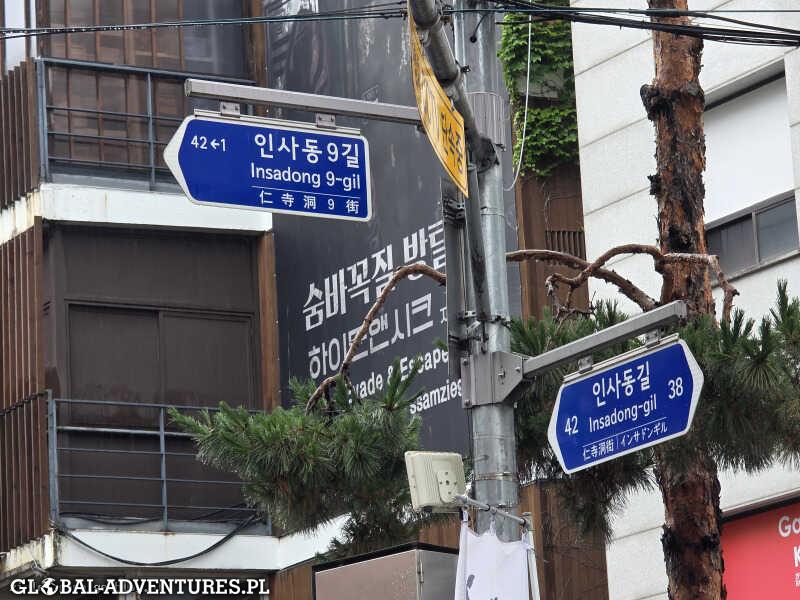 42←1
인사동9길
Insadong 9-gil
仁寺洞9街
숨바꼭질
하이드앤시크
& Escape
인사동길
42 Insadong-gil 38
仁寺洞街 | インサドンギル
GLOBAL-ADVENTURES.PL